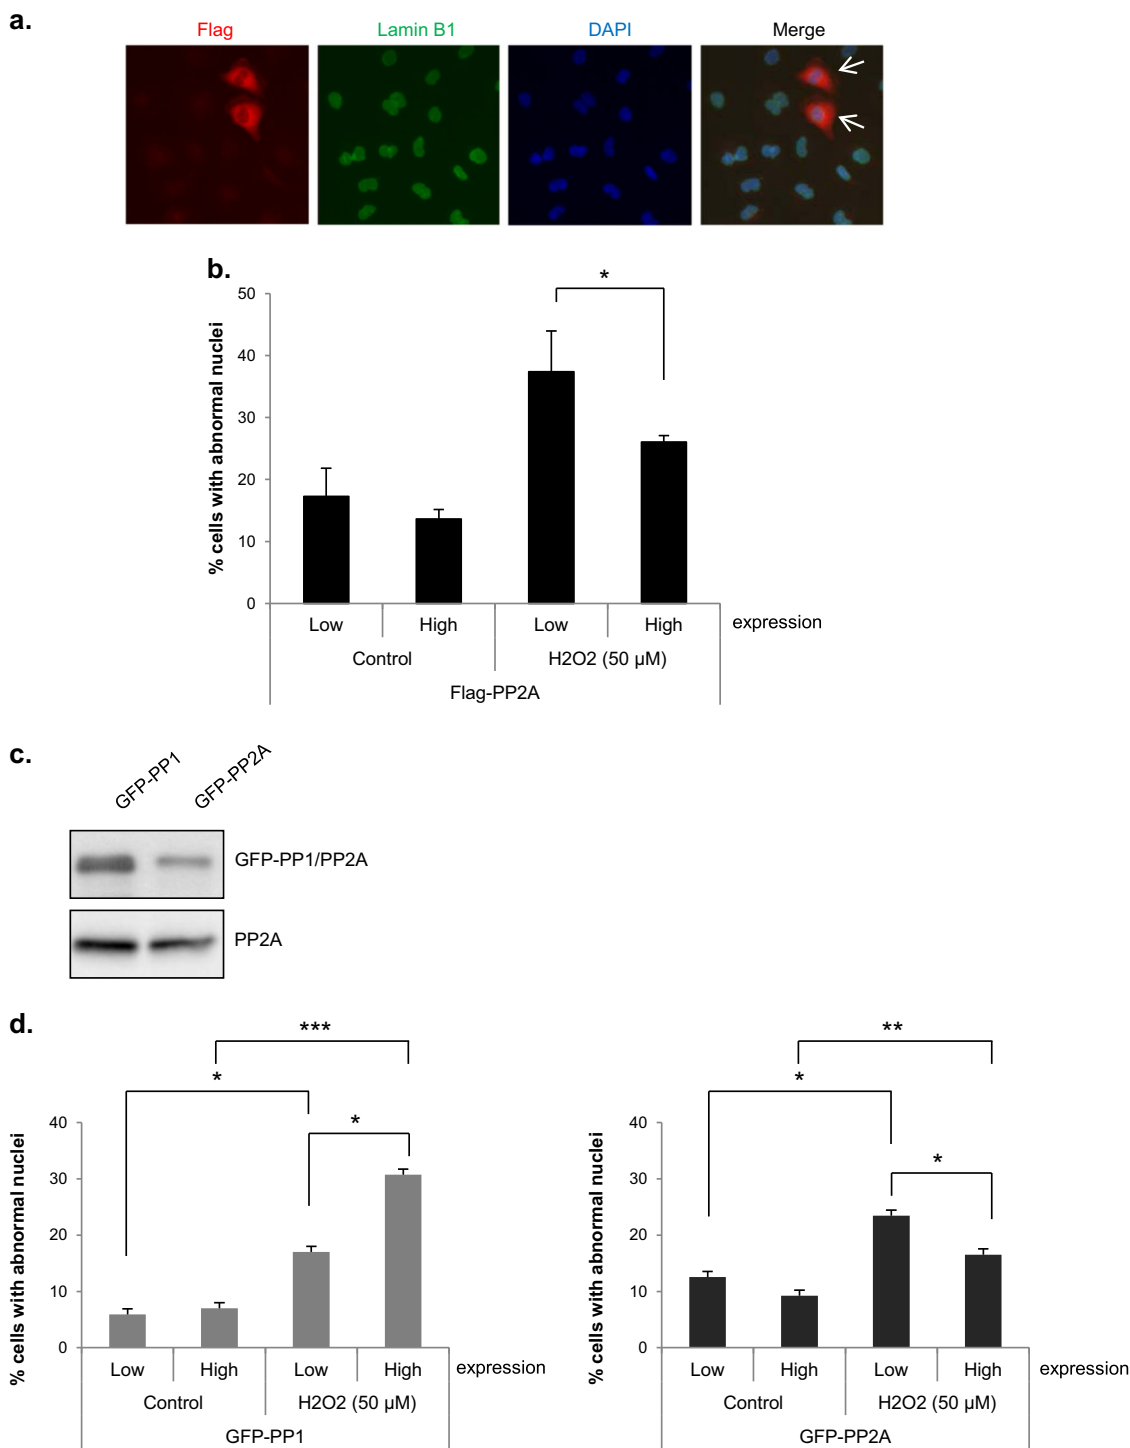 a.
Flag Lamin B1 DAPI Merge
b.
*
50
40
30
20
10
0
% cells with abnormal nuclei
Low High Low High expression
Control H2O2 (50 µM)
Flag-PP2A
c.
GFP-PP1 GFP-PP2A
GFP-PP1/PP2A
PP2A
d.
***
*
*
40
30
20
10
0
% cells with abnormal nuclei
Low High Low High expression
Control H2O2 (50 µM)
GFP-PP1
**
*
*
40
30
20
10
0
% cells with abnormal nuclei
Low High Low High expression
Control H2O2 (50 µM)
GFP-PP2A